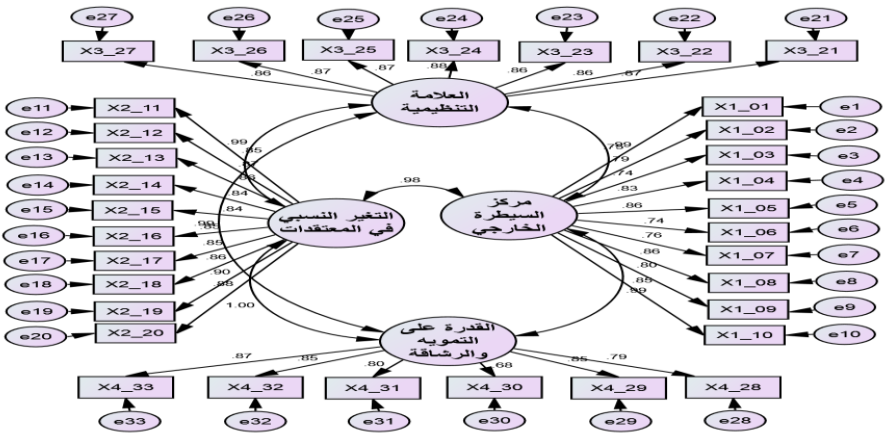 e27 e26 e25 e24 e23 e22 e21
X3_27 X3_26 X3_25 X3_24 X3_23 X3_22 X3_21
.86 .87 .87 .88 .86 .86 .87
العلامة
التنظيمية
e11 X2_11
e12 X2_12
e13 X2_13
e14 X2_14
e15 X2_15
e16 X2_16
e17 X2_17
e18 X2_18
e19 X2_19
e20 X2_20
.99
.85
.84
.84
.85
.86
.90
.88
1.00
التغير النسبي
في المعتقدات
.98
مركز
السيطرة
الخارجي
X1_01 e1
X1_02 e2
X1_03 e3
X1_04 e4
X1_05 e5
X1_06 e6
X1_07 e7
X1_08 e8
X1_09 e9
X1_10 e10
.79
.74
.83
.86
.74
.76
.86
.80
.85
.99
القدرة على
التمويه
والرشاقة
.87 .85 .80 .68 .85 .79
X4_33 X4_32 X4_31 X4_30 X4_29 X4_28
e33 e32 e31 e30 e29 e28